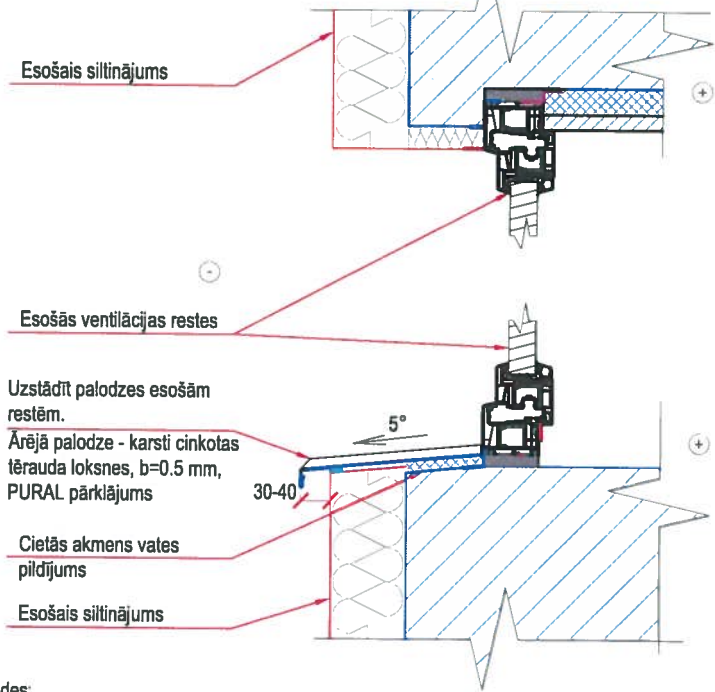 Esošais siltinājums
+
-
Esošās ventilācijas restes
Uzstādīt palodzes esošām
restēm.
Ārējā palodze - karsti cinkotas
tērauda loksnes, b=0.5 mm,
PURAL pārklājums
5°
+
30-40
Cietās akmens vates
pildījums
Esošais siltinājums